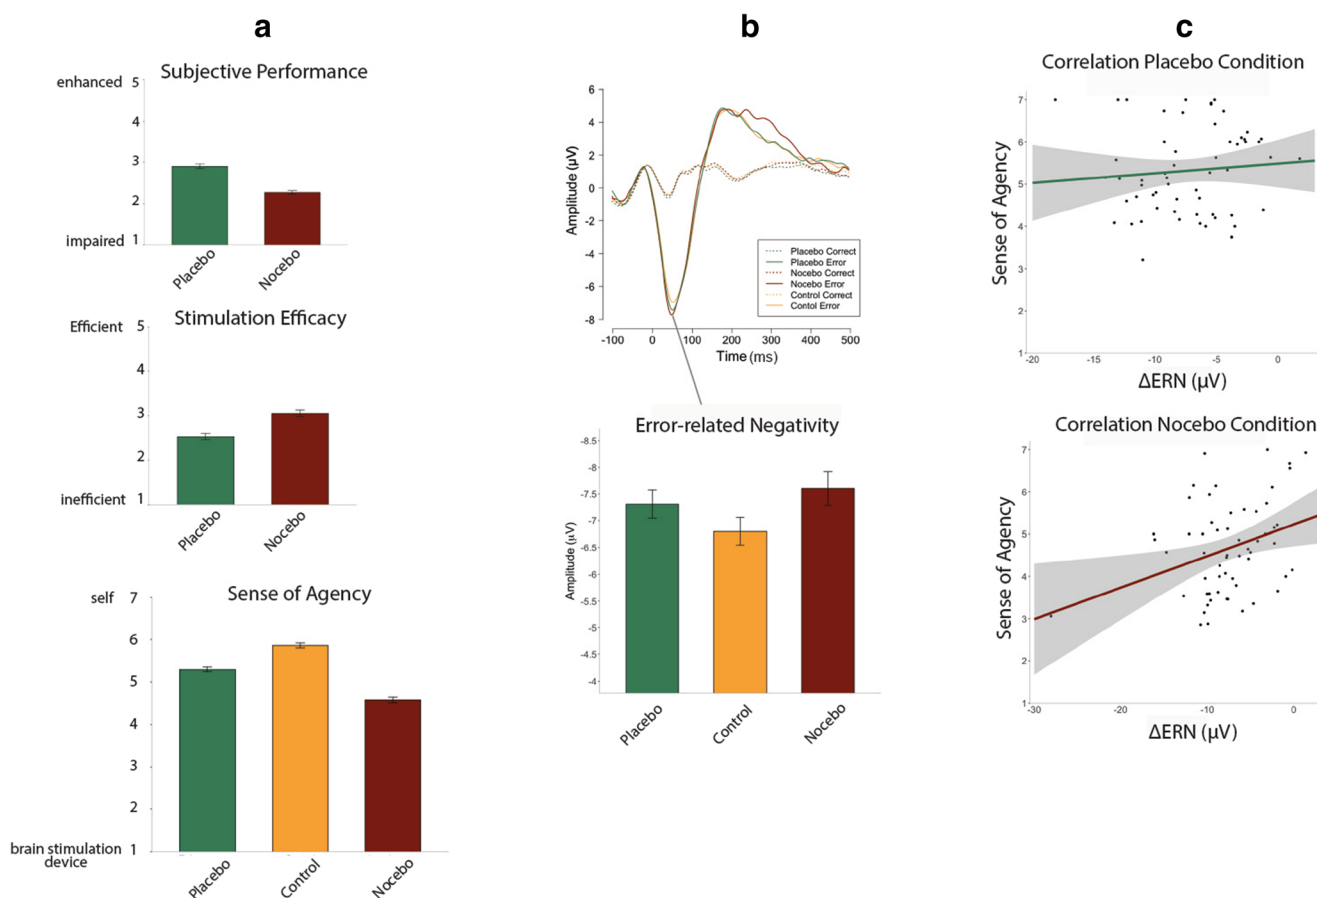 a
Subjective Performance
enhanced 5
4
3
2
impaired 1
Placebo
Nocebo
Stimulation Efficacy
Efficient 5
4
3
2
inefficient 1
Placebo
Nocebo
Sense of Agency
self 7
6
5
4
3
2
brain stimulation 1
device
Placebo
Control
Nocebo
b
6
4
2
0
-2
-4
-6
-8
Amplitude (µV)
Placebo Correct
Placebo Error
Nocebo Correct
Nocebo Error
Control Correct
Contol Error
-100 0 100 200 300 400 500
Time (ms)
Error-related Negativity
-8.5
-8
-7.5
-7
-6.5
-6
-5.5
-5
-4.5
-4
Amplitude (µV)
Placebo
Control
Nocebo
c
Correlation Placebo Condition
7
6
5
4
3
2
1
Sense of Agency
-20 -15 -10 -5 0
ΔERN (µV)
Correlation Nocebo Condition
7
6
5
4
3
2
1
Sense of Agency
-30 -20 -10 0
ΔERN (µV)